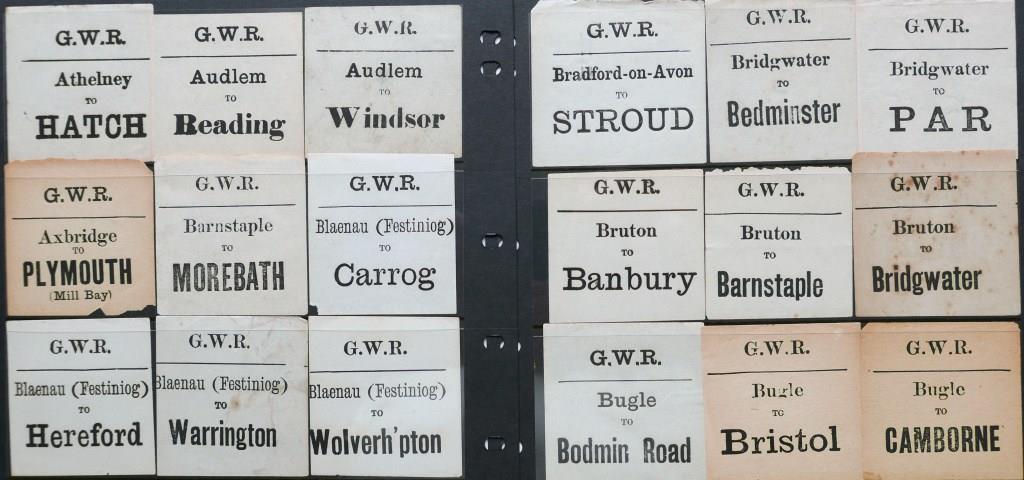 G.W.R.
Athelney
TO
HATCH
G.W.R.
Audlem
TO
Reading
G.W.R.
Audlem
TO
Windsor
G.W.R.
Axbridge
TO
PLYMOUTH
(Mill Bay)
G.W.R.
Barnstaple
TO
MOREBATH
G.W.R.
Blaenau (Festiniog)
TO
Carrog
G.W.R.
Blaenau (Festiniog)
TO
Hereford
G.W.R.
Blaenau (Festiniog)
TO
Warrington
G.W.R.
Blaenau (Festiniog)
TO
Wolverh'pton
G.W.R.
Bradford-on-Avon
TO
STROUD
G.W.R.
Bridgwater
TO
Bedminster
G.W.R.
Bridgwater
TO
PAR
G.W.R.
Bruton
TO
Banbury
G.W.R.
Bruton
TO
Barnstaple
G.W.R.
Bruton
TO
Bridgwater
G.W.R.
Bugle
TO
Bodmin Road
G.W.R.
Bugle
TO
Bristol
G.W.R.
Bugle
TO
CAMBORNE